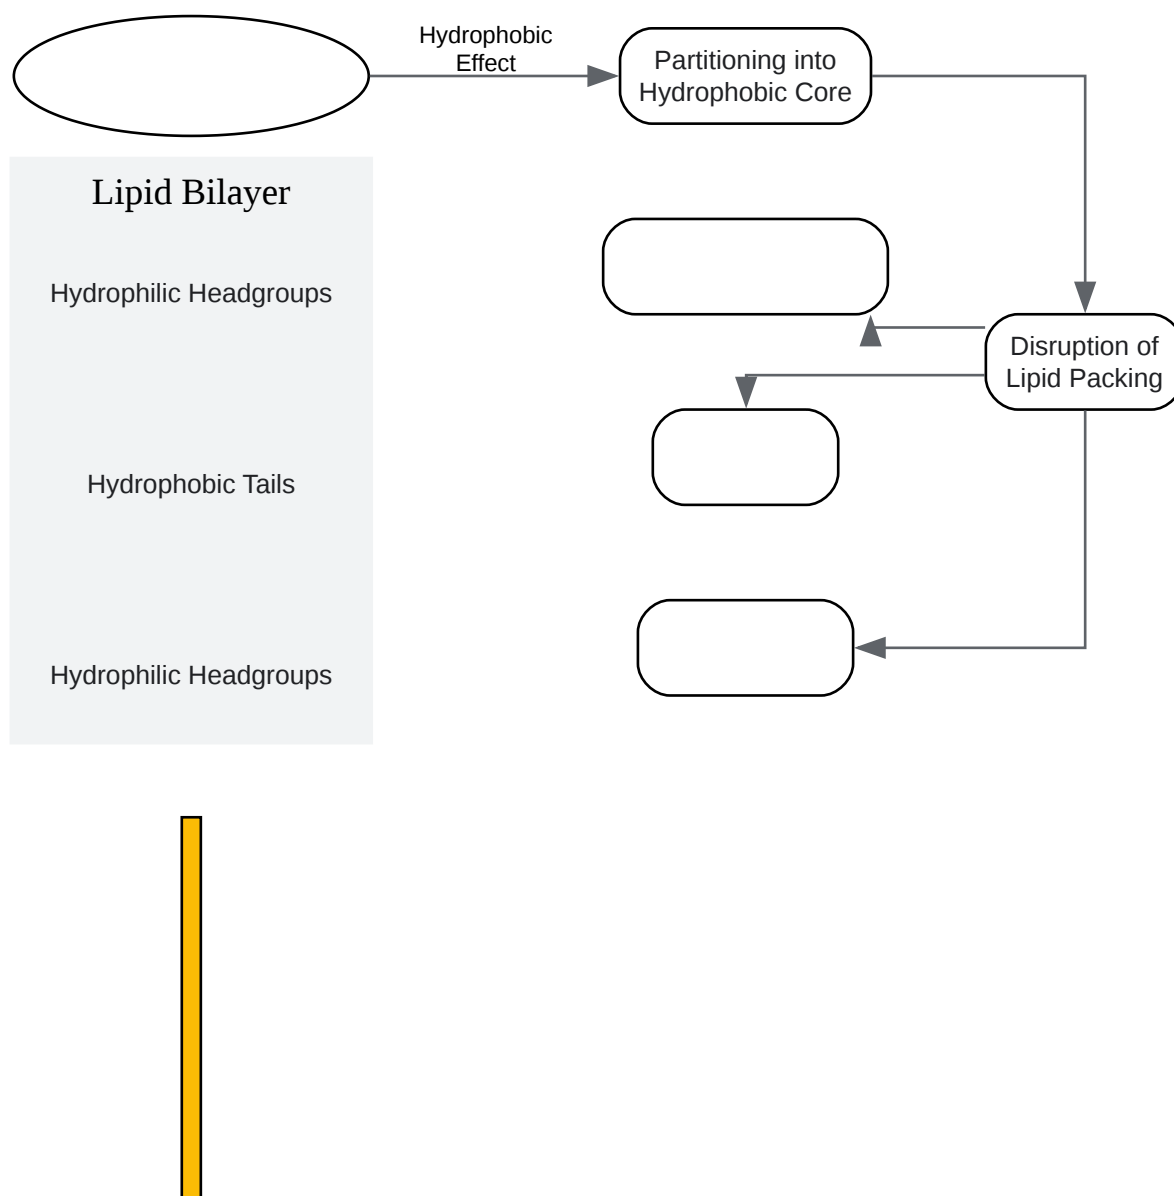 Hydrophobic
Effect
Partitioning into
Hydrophobic Core
Lipid Bilayer
Hydrophilic Headgroups
Disruption of
Lipid Packing
Hydrophobic Tails
Hydrophilic Headgroups